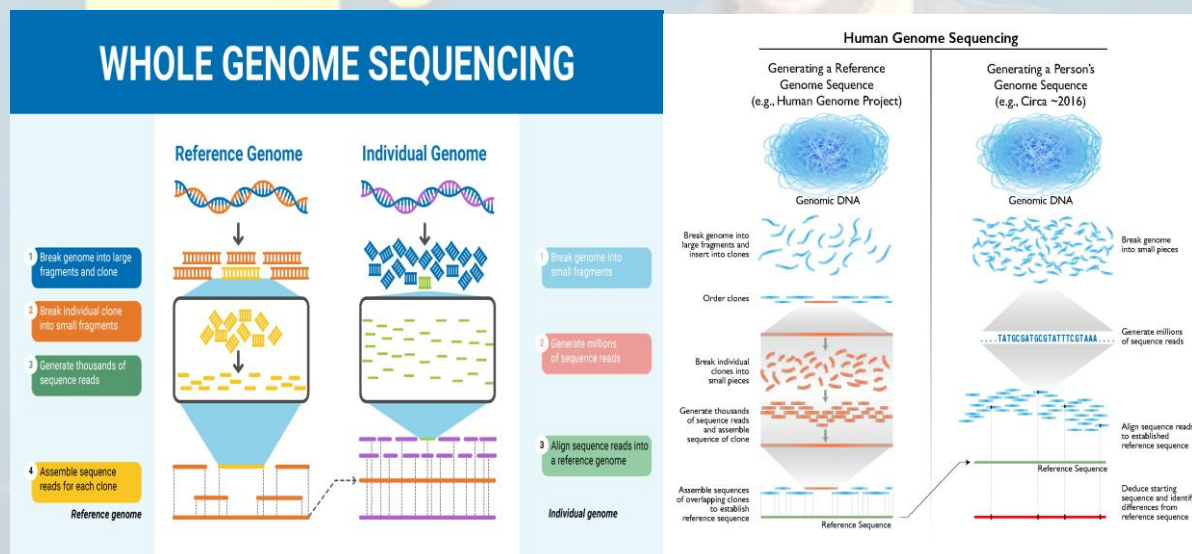 WHOLE GENOME SEQUENCING
Reference Genome
Individual Genome
1 Break genome into large
fragments and clone
2 Break individual clone
into small fragments
3 Generate thousands of
sequence reads
4 Assemble sequence
reads for each clone
Reference genome
1 Break genome into
small fragments
2 Generate millions
of sequence reads
3 Align sequence reads into
a reference genome
Individual genome
Human Genome Sequencing
Generating a Reference
Genome Sequence
(e.g., Human Genome Project)
Genomic DNA
Break genome into
large fragments and
insert into clones
Order clones
Break individual
clones into
small pieces
Generate thousands
of sequence reads
and assemble
sequence of clone
Assemble sequences
of overlapping clones
to establish
reference sequence
Reference Sequence
Generating a Person's
Genome Sequence
(e.g., Circa ~2016)
Genomic DNA
Break genome
into small pieces
Generate millions
of sequence reads
....TATGCGATGCGTATTTCGTAAA....
Align sequence reads
to established
reference sequence
Reference Sequence
Deduce starting
sequence and identif
differences from
reference sequence